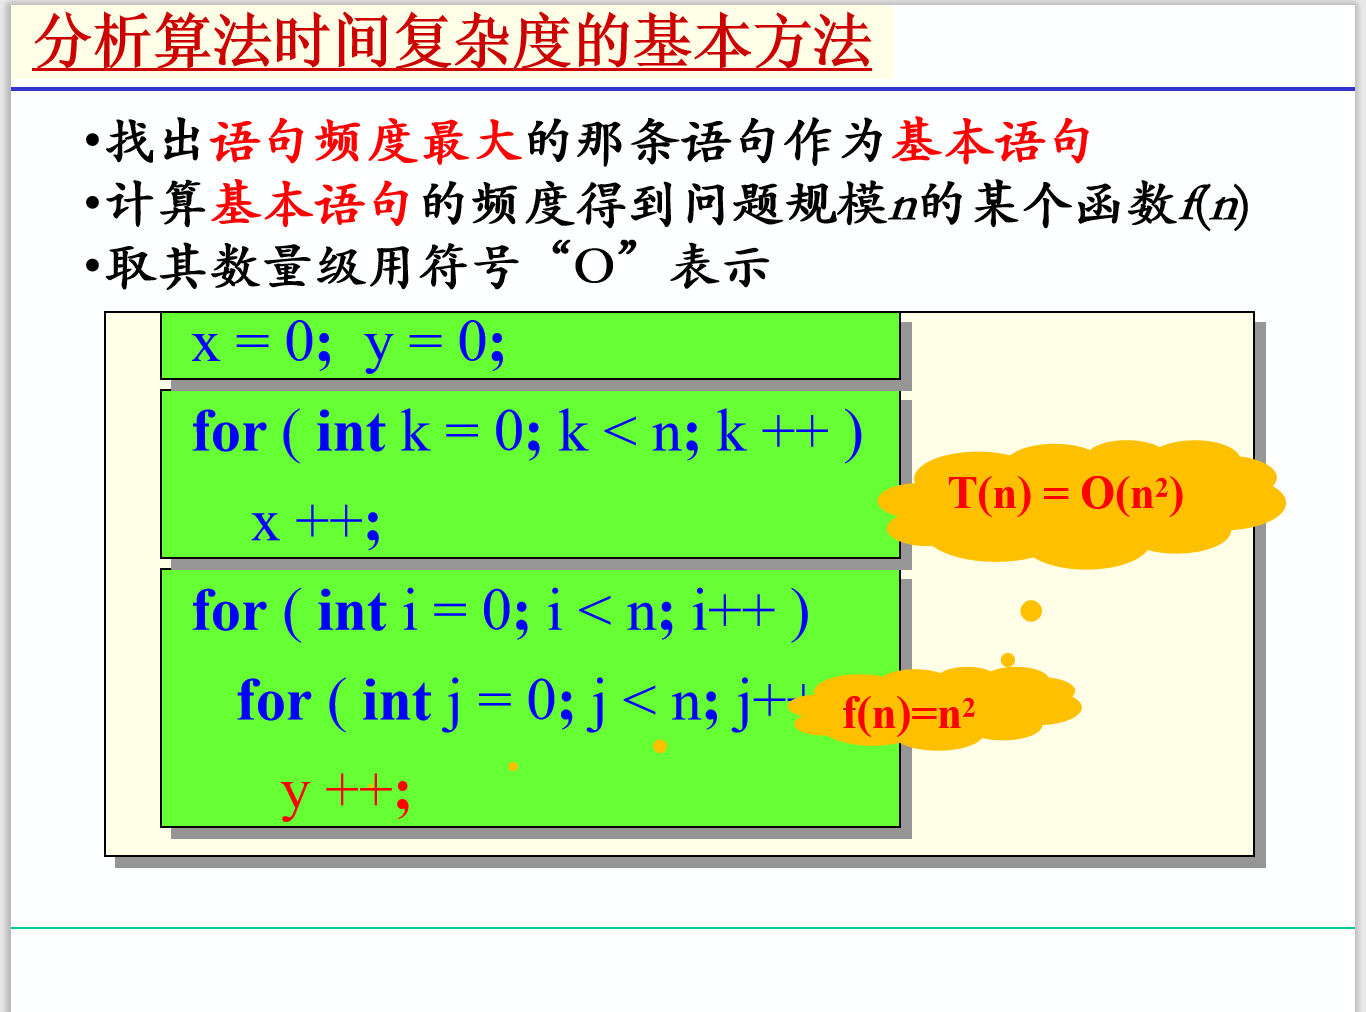 分析算法时间复杂度的基本方法
•找出语句频度最大的那条语句作为基本语句
•计算基本语句的频度得到问题规模n的某个函数f(n)
•取其数量级用符号“O”表示
x = 0; y = 0;
for ( int k = 0; k < n; k ++ )
x ++;
T(n) = O(n²)
for ( int i = 0; i < n; i++ )
for ( int j = 0; j < n; j++
f(n)=n²
y ++;